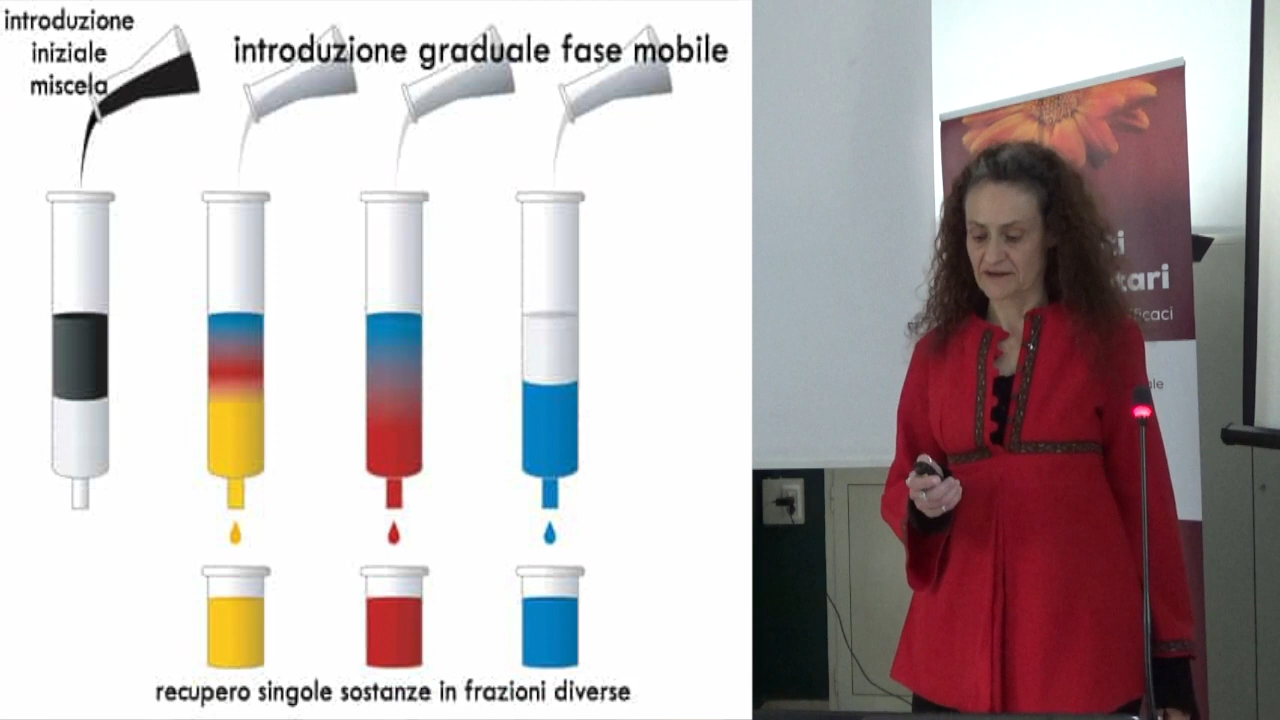 introduzione
iniziale
miscela
introduzione graduale fase mobile
recupero singole sostanze in frazioni diverse